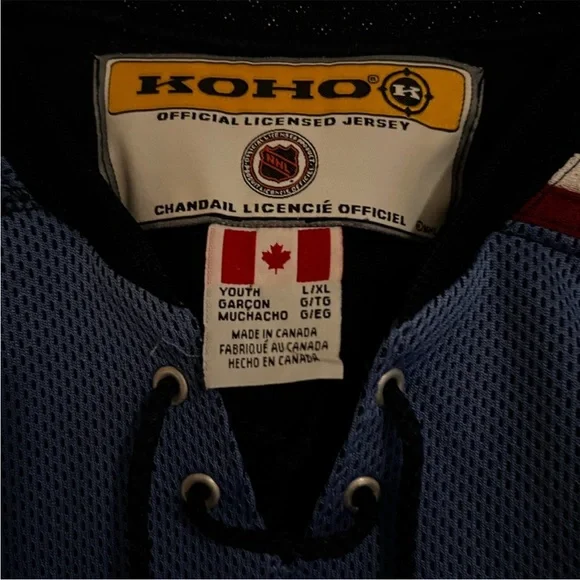 KOHO® K
OFFICIAL LICENSED JERSEY
NHL
CHANDAIL LICENCIÉ OFFICIEL
YOUTH L/XL
GARÇON G/TG
MUCHACHO G/EG
MADE IN CANADA
FABRIQUÉ AU CANADA
HECHO EN CANADA